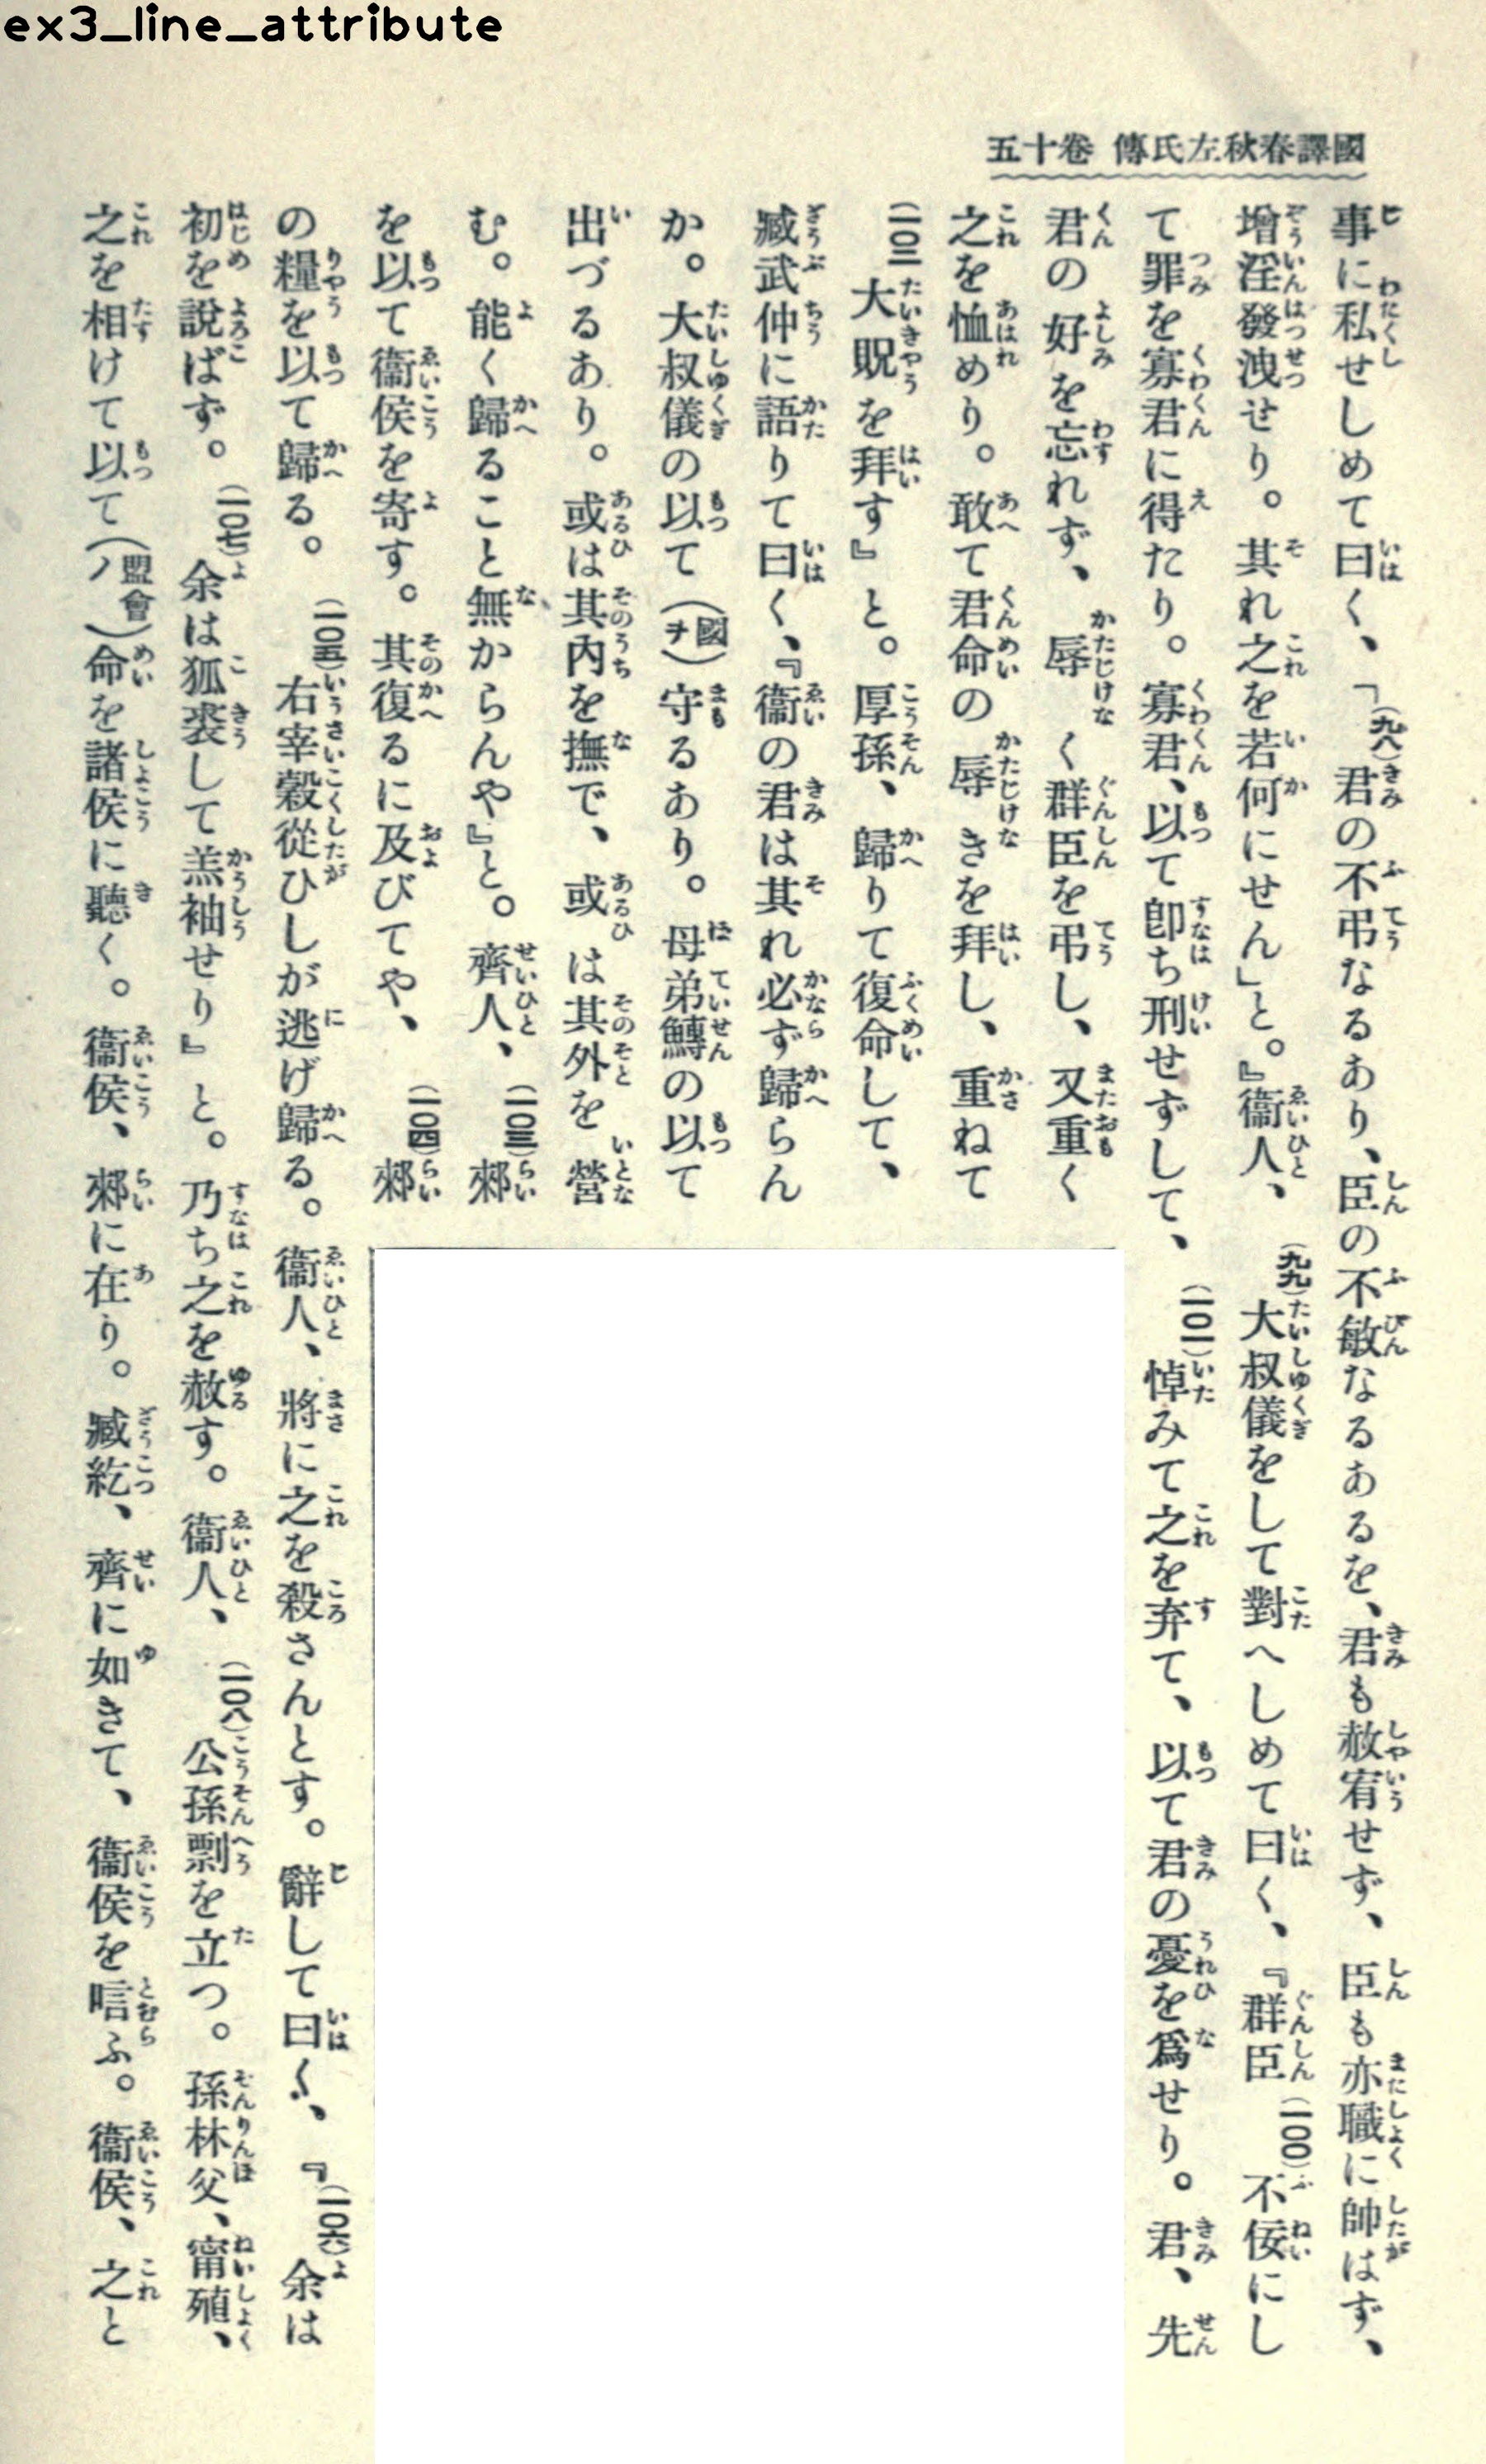 ex3_line_attribute
國譯春秋左氏傳 卷十五
事に私せしめて曰く、「(九八)君の不弔なるあり、臣の不敏なるあるを、君も赦宥せず、臣も亦職に帥はず、
增淫發洩せり。其れ之を若何にせん」と。』衞人、(九九)大叔儀をして對へしめて曰く、『群臣(一〇〇)不佞にし
て罪を寡君に得たり。寡君、以て卽ち刑せずして、(一〇一)悼みて之を弃て、以て君の憂を爲せり。君、先
君の好を忘れず、辱く群臣を弔し、又重く
之を恤めり。敢て君命の辱きを拜し、重ねて
(一〇二)大貺を拜す』と。厚孫、歸りて復命して、
臧武仲に語りて曰く、『衞の君は其れ必ず歸らん
か。大叔儀の以て(國ヲ)守るあり。母弟鱄の以て
出づるあり。或は其內を撫で、或は其外を營
む。能く歸ること無からんや』と。齊人、(一〇三)郲
を以て衞侯を寄す。其復るに及びてや、(一〇四)郲
の糧を以て歸る。(一〇五)右宰穀從ひしが逃げ歸る。衞人、將に之を殺さんとす。辭して曰く、『(一〇六)余は
初を說ばず。(一〇七)余は狐裘して羔袖せり』と。乃ち之を赦す。衞人、(一〇八)公孫剽を立つ。孫林父、甯殖、
之を相けて以て(盟會ノ)命を諸侯に聽く。衞侯、郲に在り。臧紇、齊に如きて、衞侯を唁ふ。衞侯、之と